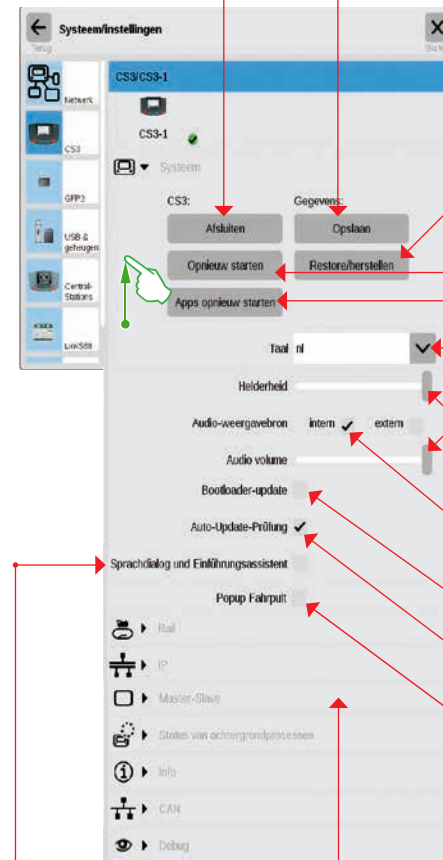 Systeem/instellingen
Terug
CS3/CS3-1
Netwerk
CS3-1
CS3
Systeem
GFP3
CS3:
Gegevens:
Afsluiten
Opslaan
USB &
geheugen
Opnieuw starten
Restore/herstellen
Central-
Stations
Apps opnieuw starten
LinkS88
Taal
nl
Helderheid
Audio-weergavebron
intern
extern
Audio volume
Bootloader-update
Auto-Update-Prüfung
Sprachdialog und Einführungsassistent
Popup Fahrpult
Rail
IP
Master-Slave
Status van achtergrondprocessen
Info
CAN
Debug